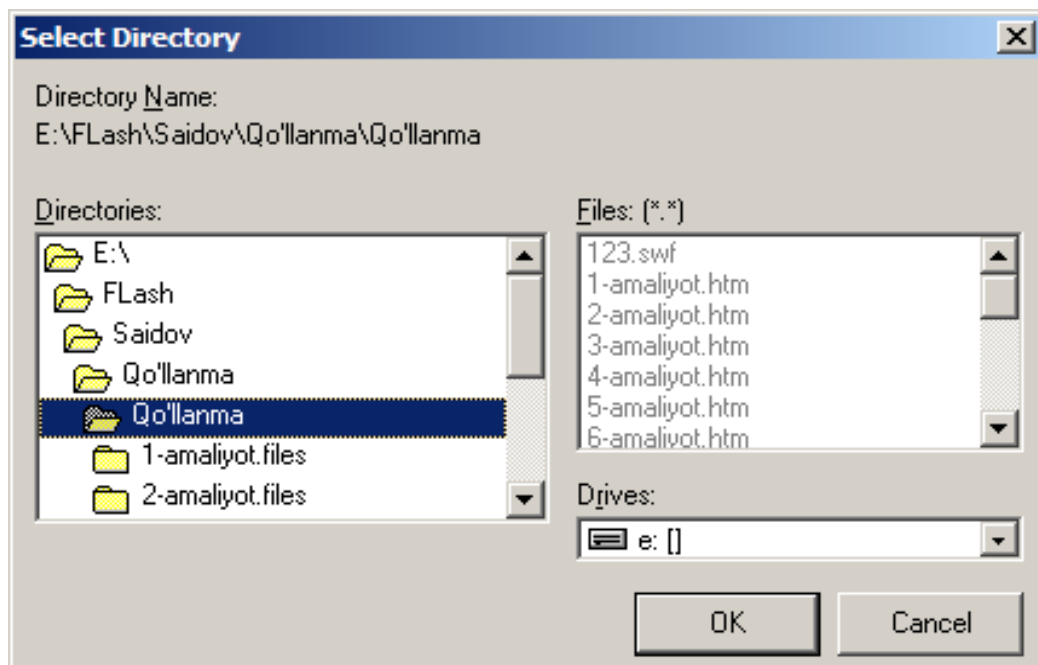 Select Directory
Directory Name:
E:\FLash\Saidov\Qo'llanma\Qo'llanma
Directories:
E:\
FLash
Saidov
Qo'llanma
Qo'llanma
1-amaliyot.files
2-amaliyot.files
Files: (*.*)
123.swf
1-amaliyot.htm
2-amaliyot.htm
3-amaliyot.htm
4-amaliyot.htm
5-amaliyot.htm
6-amaliyot.htm
Drives:
e: []
OK
Cancel